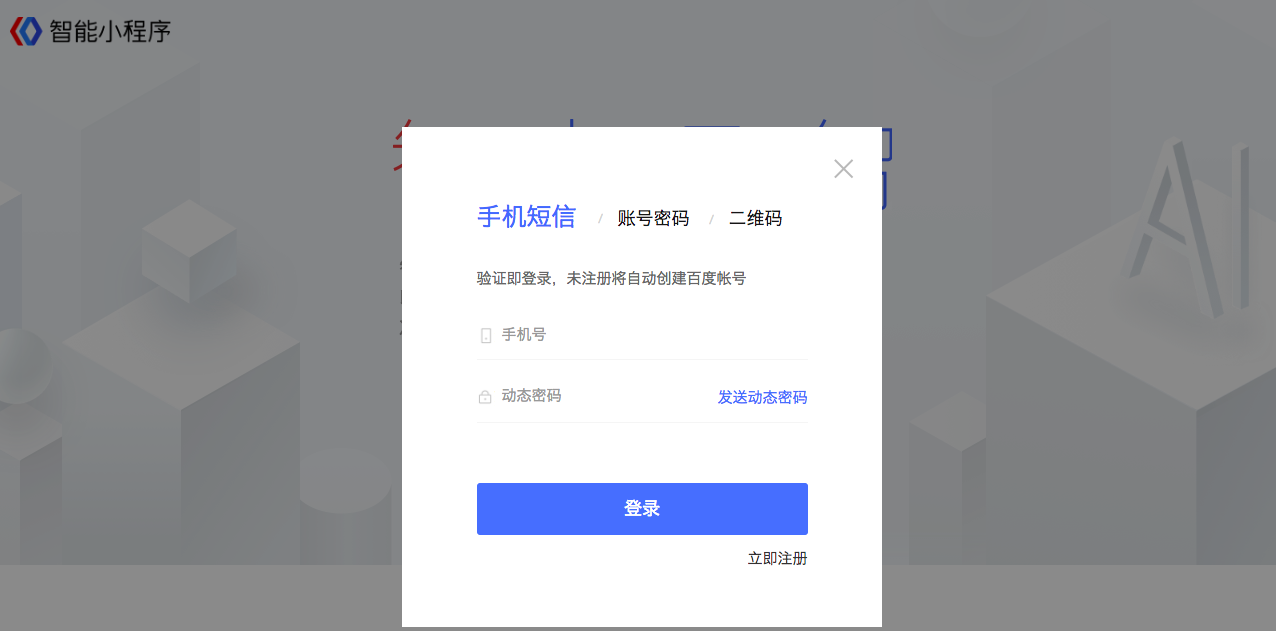 智能小程序
手机短信 / 账号密码 / 二维码
验证即登录，未注册将自动创建百度帐号
手机号
动态密码 发送动态密码
登录
立即注册
AI